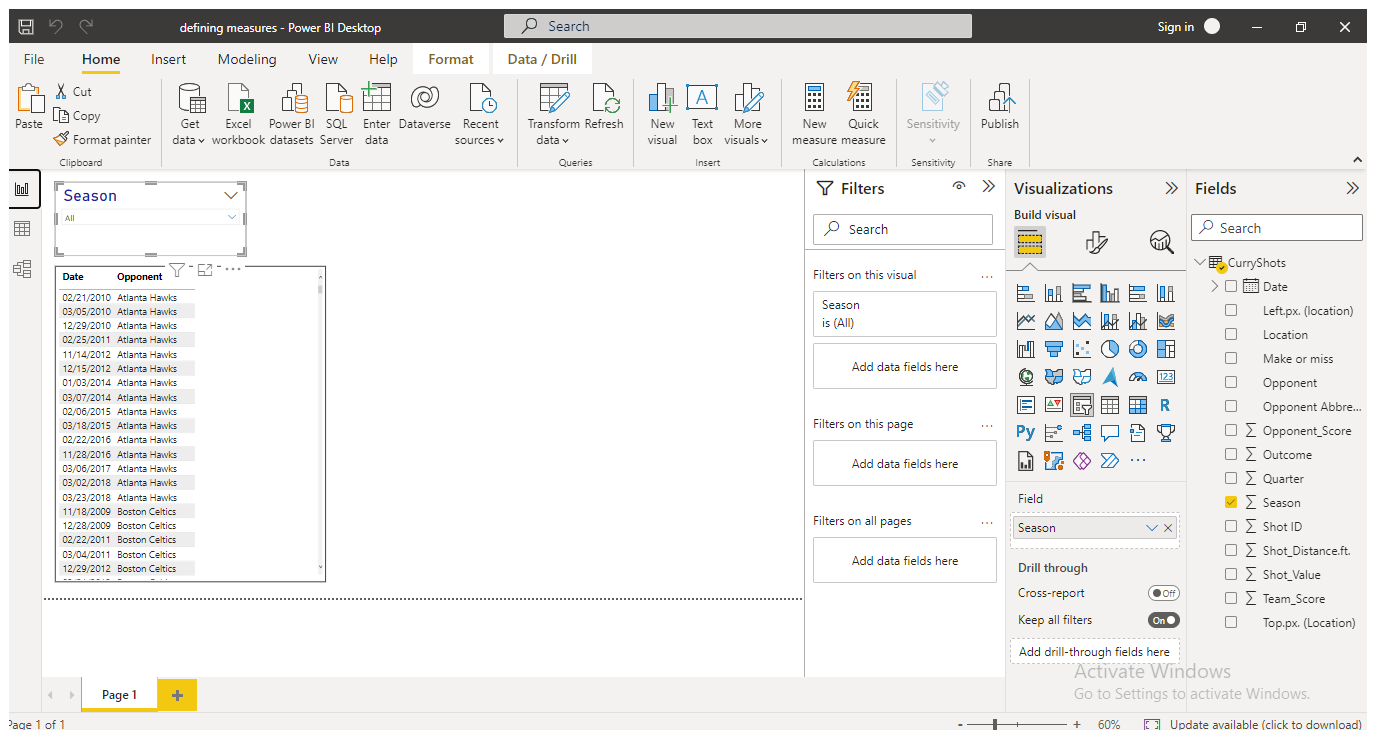 defining measures - Power BI Desktop
Search
Sign in
File Home Insert Modeling View Help Format Data / Drill
Paste
Cut
Copy
Format painter
Clipboard
Get data
Excel workbook
Power BI datasets
SQL Server
Enter data
Dataverse
Recent sources
Data
Transform data
Refresh
Queries
New visual
Text box
More visuals
Insert
New measure
Quick measure
Calculations
Sensitivity
Sensitivity
Publish
Share
Season
All
Date Opponent
02/21/2010 Atlanta Hawks
03/05/2010 Atlanta Hawks
12/29/2010 Atlanta Hawks
02/25/2011 Atlanta Hawks
11/14/2012 Atlanta Hawks
12/15/2012 Atlanta Hawks
01/03/2014 Atlanta Hawks
03/07/2014 Atlanta Hawks
02/06/2015 Atlanta Hawks
03/18/2015 Atlanta Hawks
02/22/2016 Atlanta Hawks
11/28/2016 Atlanta Hawks
03/06/2017 Atlanta Hawks
03/02/2018 Atlanta Hawks
03/23/2018 Atlanta Hawks
11/18/2009 Boston Celtics
12/28/2009 Boston Celtics
02/22/2011 Boston Celtics
03/04/2011 Boston Celtics
12/29/2012 Boston Celtics
Filters
Search
Filters on this visual
Season
is (All)
Add data fields here
Filters on this page
Add data fields here
Filters on all pages
Add data fields here
Visualizations
Build visual
123
R
Py
Field
Season
Drill through
Cross-report Off
Keep all filters On
Add drill-through fields here
Fields
Search
CurryShots
Date
Left.px. (location)
Location
Make or miss
Opponent
Opponent Abbre...
Opponent_Score
Outcome
Quarter
Season
Shot ID
Shot_Distance.ft.
Shot_Value
Team_Score
Top.px. (Location)
Activate Windows
Go to Settings to activate Windows.
Page 1
Page 1 of 1
- + 60%
Update available (click to download)